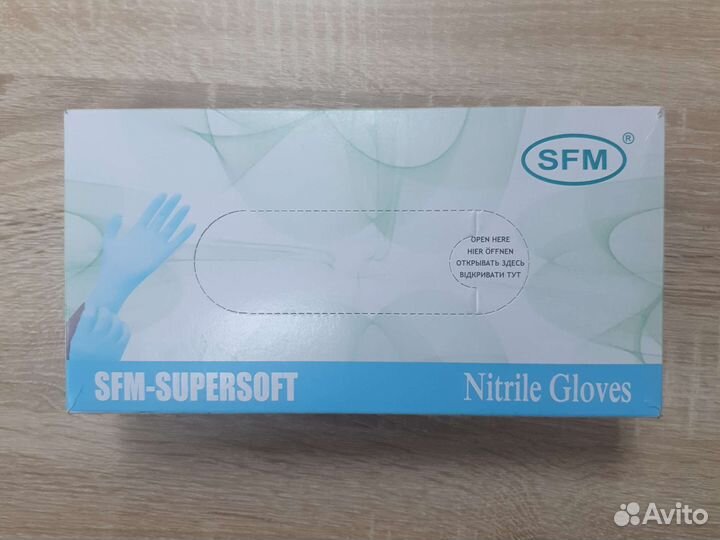 SFM®
OPEN HERE
HIER ÖFFNEN
ОТКРЫВАТЬ ЗДЕСЬ
ВІДКРИВАТИ ТУТ
SFM-SUPERSOFT
Nitrile Gloves
Avito